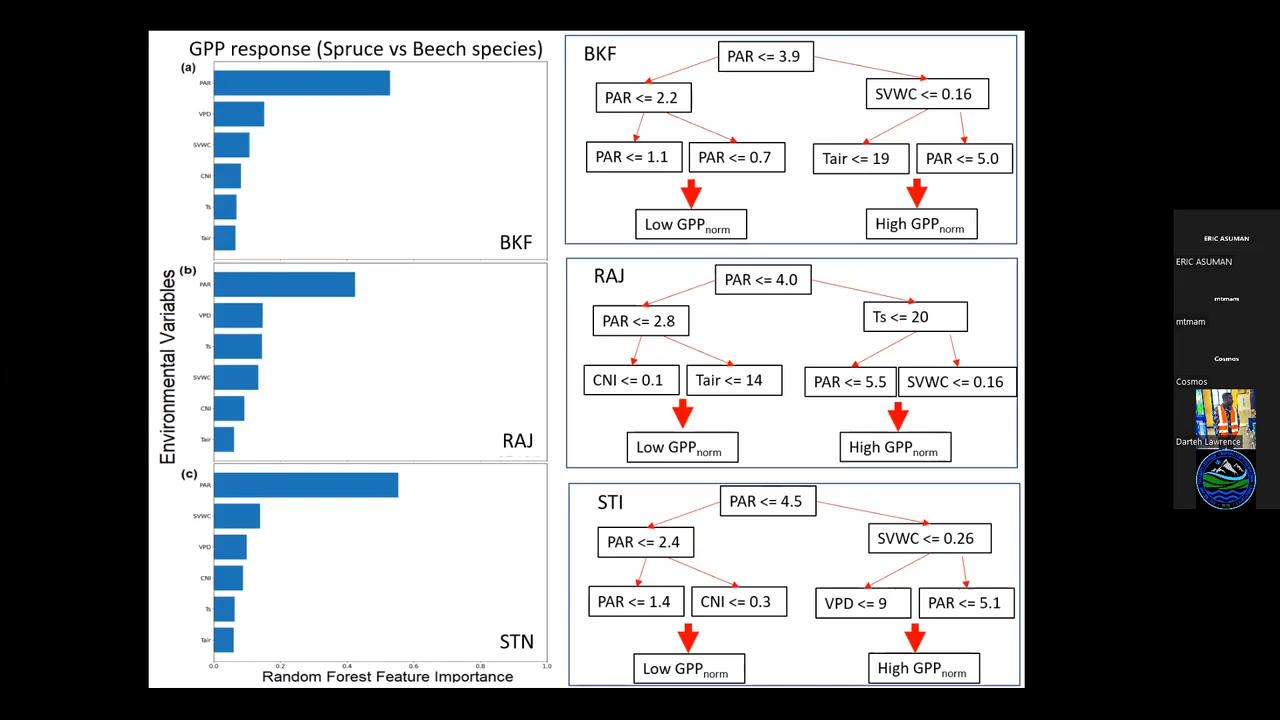 GPP response (Spruce vs Beech species)
(a)
PAR
VPD
SVWC
CNI
Ts
Tair
BKF
(b)
PAR
VPD
Ts
SVWC
CNI
Tair
RAJ
(c)
PAR
SVWC
VPD
CNI
Ts
Tair
STN
Environmental Variables
0.0 0.2 0.4 0.6 0.8 1.0
Random Forest Feature Importance
BKF
PAR <= 3.9
PAR <= 2.2
SVWC <= 0.16
PAR <= 1.1
PAR <= 0.7
Tair <= 19
PAR <= 5.0
Low GPPnorm
High GPPnorm
RAJ
PAR <= 4.0
PAR <= 2.8
Ts <= 20
CNI <= 0.1
Tair <= 14
PAR <= 5.5
SVWC <= 0.16
Low GPPnorm
High GPPnorm
STI
PAR <= 4.5
PAR <= 2.4
SVWC <= 0.26
PAR <= 1.4
CNI <= 0.3
VPD <= 9
PAR <= 5.1
Low GPPnorm
High GPPnorm
ERIC ASUMAN
ERIC ASUMAN
mtmam
mtmam
Cosmos
Cosmos
Darteh Lawrence